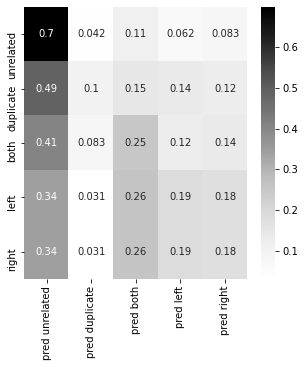 unrelated 0.7 0.042 0.11 0.062 0.083
duplicate 0.49 0.1 0.15 0.14 0.12
both 0.41 0.083 0.25 0.12 0.14
left 0.34 0.031 0.26 0.19 0.18
right 0.34 0.031 0.26 0.19 0.18
pred unrelated pred duplicate pred both pred left pred right
0.6
0.5
0.4
0.3
0.2
0.1